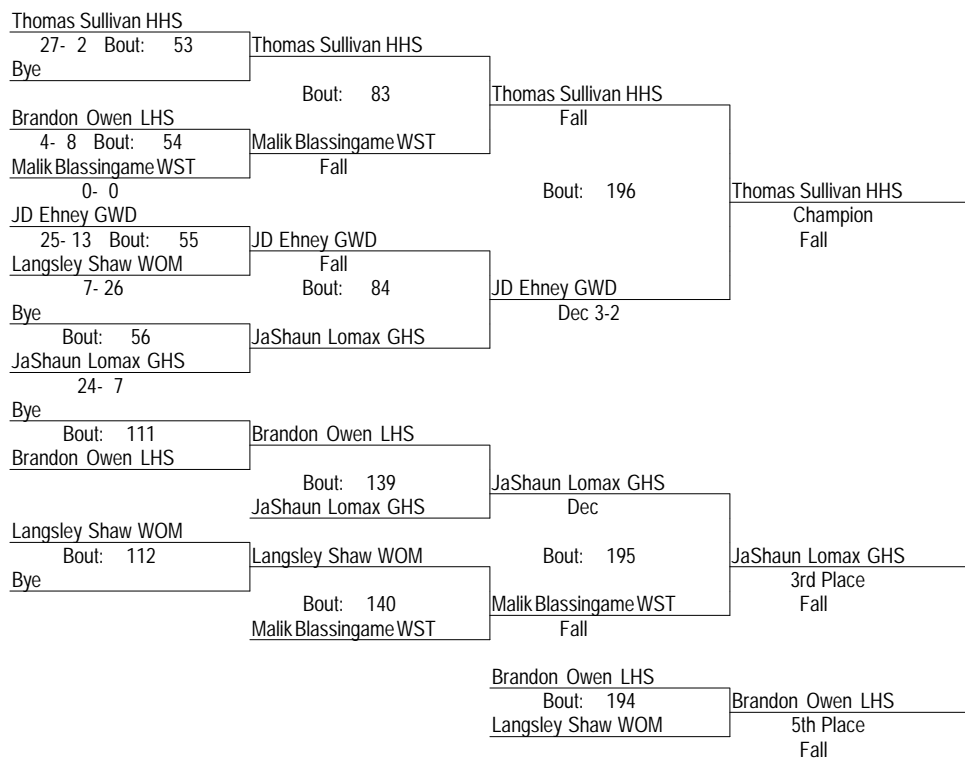 Thomas Sullivan HHS
27- 2 Bout: 53
Thomas Sullivan HHS
Bye
Bout: 83
Thomas Sullivan HHS
Fall
Brandon Owen LHS
4- 8 Bout: 54
Malik Blassingame WST
Malik Blassingame WST
Fall
0- 0
Bout: 196
Thomas Sullivan HHS
Champion
Fall
JD Ehney GWD
25- 13 Bout: 55
JD Ehney GWD
Langsley Shaw WOM
Fall
7- 26
Bout: 84
JD Ehney GWD
Dec 3-2
Bye
Bout: 56
JaShaun Lomax GHS
JaShaun Lomax GHS
24- 7
Bye
Bout: 111
Brandon Owen LHS
Brandon Owen LHS
Bout: 139
JaShaun Lomax GHS
Dec
JaShaun Lomax GHS
Langsley Shaw WOM
Bout: 112
Langsley Shaw WOM
Bout: 195
JaShaun Lomax GHS
Bye
3rd Place
Fall
Bout: 140
Malik Blassingame WST
Malik Blassingame WST
Fall
Brandon Owen LHS
Bout: 194
Brandon Owen LHS
Langsley Shaw WOM
5th Place
Fall